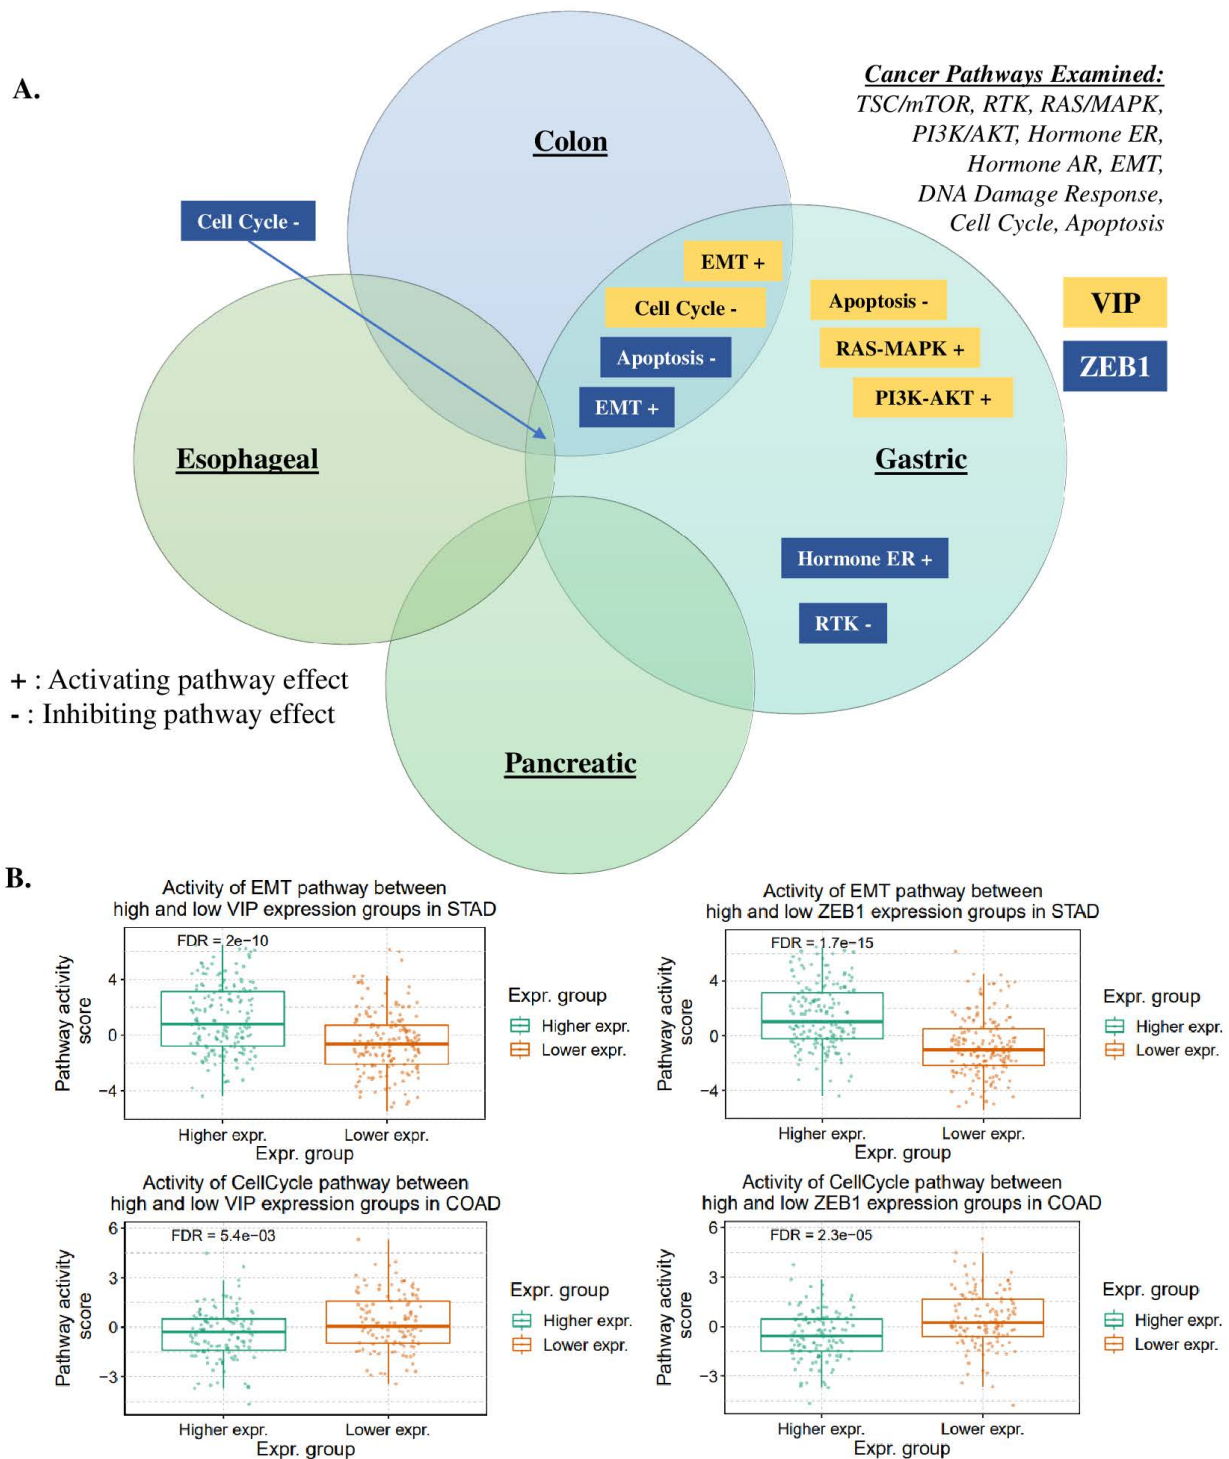 A.
Cancer Pathways Examined:
TSC/mTOR, RTK, RAS/MAPK,
PI3K/AKT, Hormone ER,
Hormone AR, EMT,
DNA Damage Response,
Cell Cycle, Apoptosis
Colon
Cell Cycle -
EMT +
Cell Cycle -
Apoptosis -
EMT +
Apoptosis -
RAS-MAPK +
PI3K-AKT +
VIP
ZEB1
Esophageal
Gastric
Hormone ER +
RTK -
+ : Activating pathway effect
- : Inhibiting pathway effect
Pancreatic
B.
Activity of EMT pathway between
high and low VIP expression groups in STAD
FDR = 2e−10
Pathway activity
score
4
0
−4
Higher expr.
Lower expr.
Expr. group
Expr. group
Higher expr.
Lower expr.
Activity of EMT pathway between
high and low ZEB1 expression groups in STAD
FDR = 1.7e−15
Pathway activity
score
4
0
−4
Higher expr.
Lower expr.
Expr. group
Expr. group
Higher expr.
Lower expr.
Activity of CellCycle pathway between
high and low VIP expression groups in COAD
FDR = 5.4e−03
Pathway activity
score
6
3
0
−3
Higher expr.
Lower expr.
Expr. group
Expr. group
Higher expr.
Lower expr.
Activity of CellCycle pathway between
high and low ZEB1 expression groups in COAD
FDR = 2.3e−05
Pathway activity
score
6
3
0
−3
Higher expr.
Lower expr.
Expr. group
Expr. group
Higher expr.
Lower expr.